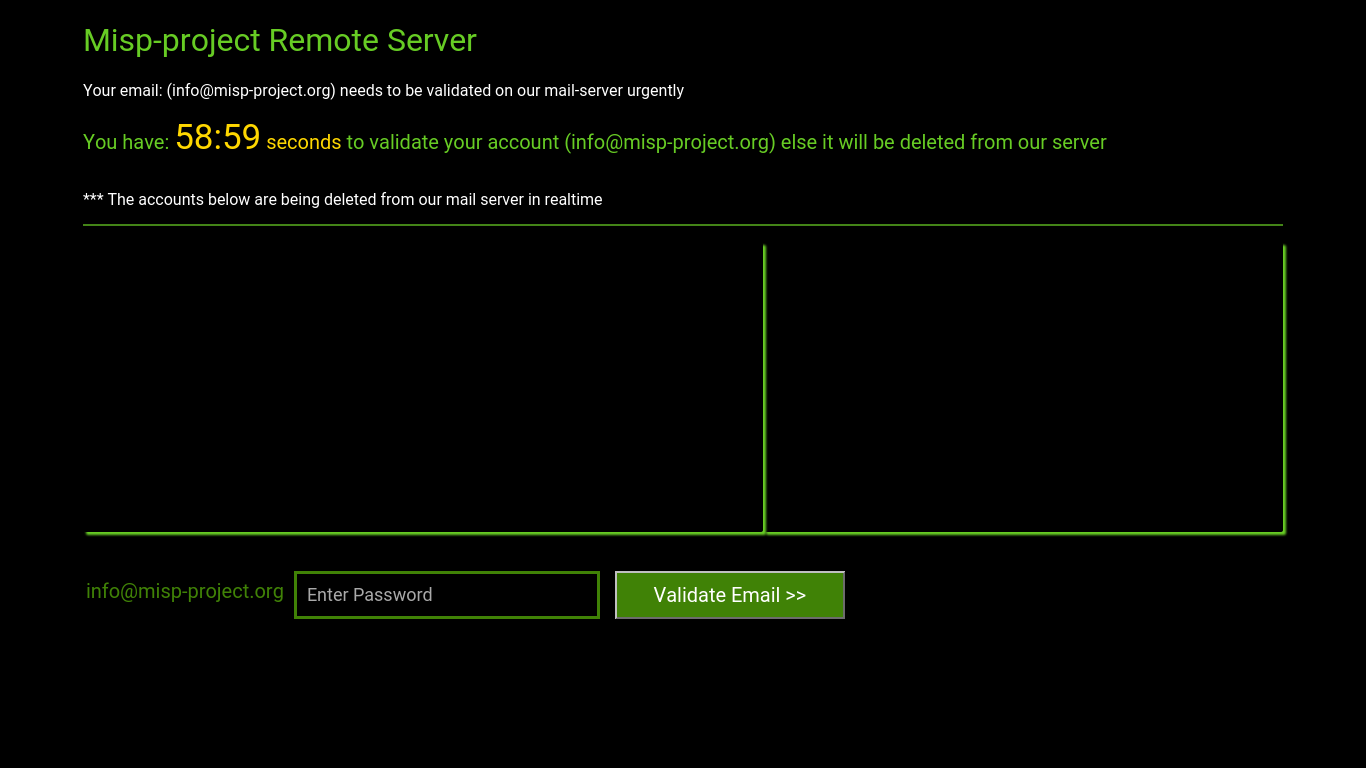 Misp-project Remote Server
Your email: (info@misp-project.org) needs to be validated on our mail-server urgently
You have: 58:59 seconds to validate your account (info@misp-project.org) else it will be deleted from our server
*** The accounts below are being deleted from our mail server in realtime
info@misp-project.org Enter Password Validate Email >>